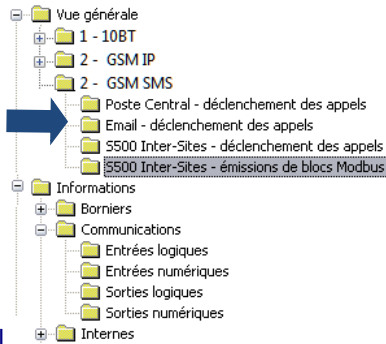 Vue générale
1 - 10BT
2 - GSM IP
2 - GSM SMS
Poste Central - déclenchement des appels
Email - déclenchement des appels
S500 Inter-Sites - déclenchement des appels
S500 Inter-Sites - émissions de blocs Modbus
Informations
Borniers
Communications
Entrées logiques
Entrées numériques
Sorties logiques
Sorties numériques
Internes